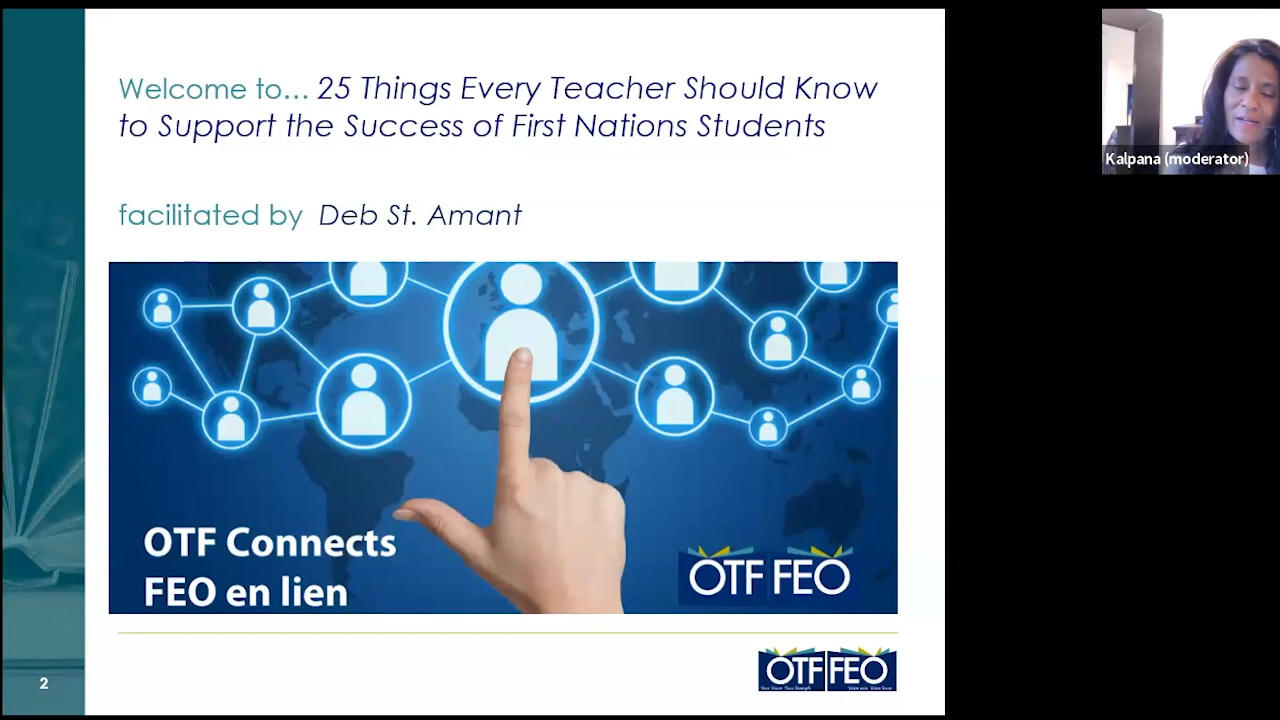 Welcome to... 25 Things Every Teacher Should Know
to Support the Success of First Nations Students
facilitated by Deb St. Amant
OTF Connects
FEO en lien
OTF FEO
OTF FEO
2
Kalpana (moderator)